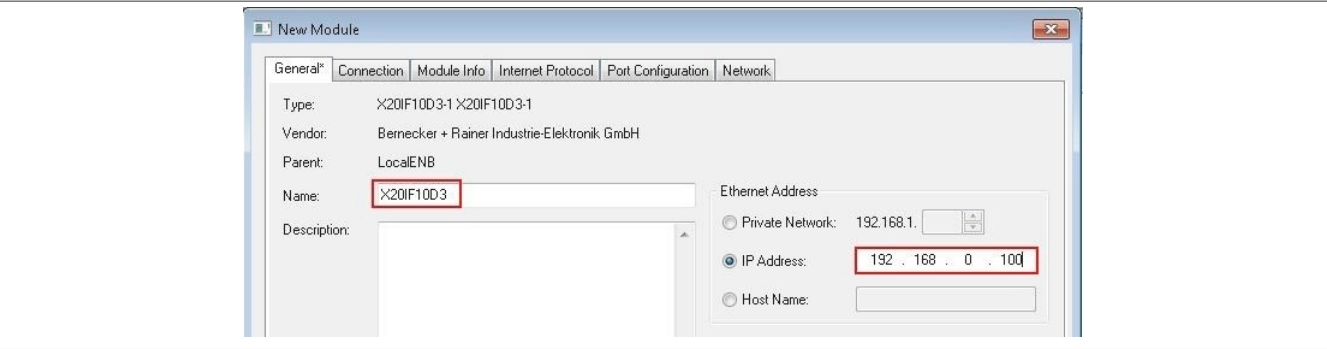 New Module
General* Connection Module Info Internet Protocol Port Configuration Network
Type: X20IF10D3-1 X20IF10D3-1
Vendor: Bernecker + Rainer Industrie-Elektronik GmbH
Parent: LocalENB
Name: X20IF10D3
Description:
Ethernet Address
Private Network: 192.168.1.
IP Address: 192 . 168 . 0 . 100
Host Name: